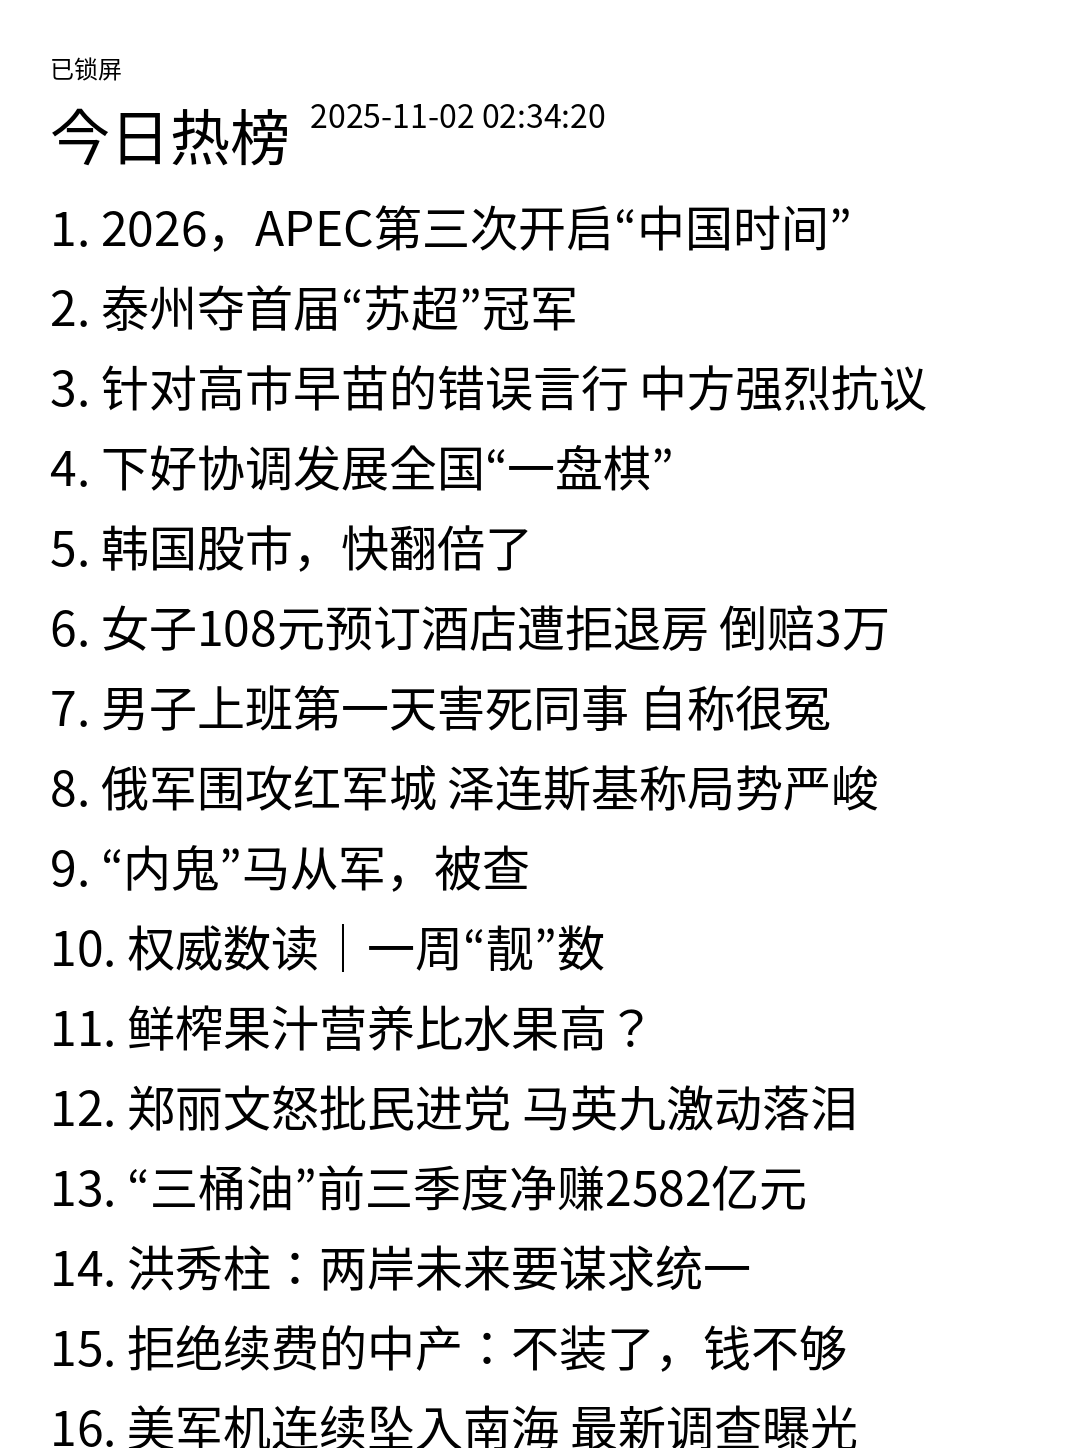 已锁屏
今日热榜 2025-11-02 02:34:20
1. 2026，APEC第三次开启“中国时间”
2. 泰州夺首届“苏超”冠军
3. 针对高市早苗的错误言行 中方强烈抗议
4. 下好协调发展全国“一盘棋”
5. 韩国股市，快翻倍了
6. 女子108元预订酒店遭拒退房 倒赔3万
7. 男子上班第一天害死同事 自称很冤
8. 俄军围攻红军城 泽连斯基称局势严峻
9. “内鬼”马从军，被查
10. 权威数读｜一周“靓”数
11. 鲜榨果汁营养比水果高？
12. 郑丽文怒批民进党 马英九激动落泪
13. “三桶油”前三季度净赚2582亿元
14. 洪秀柱：两岸未来要谋求统一
15. 拒绝续费的中产：不装了，钱不够
16. 美军机连续坠入南海 最新调查曝光